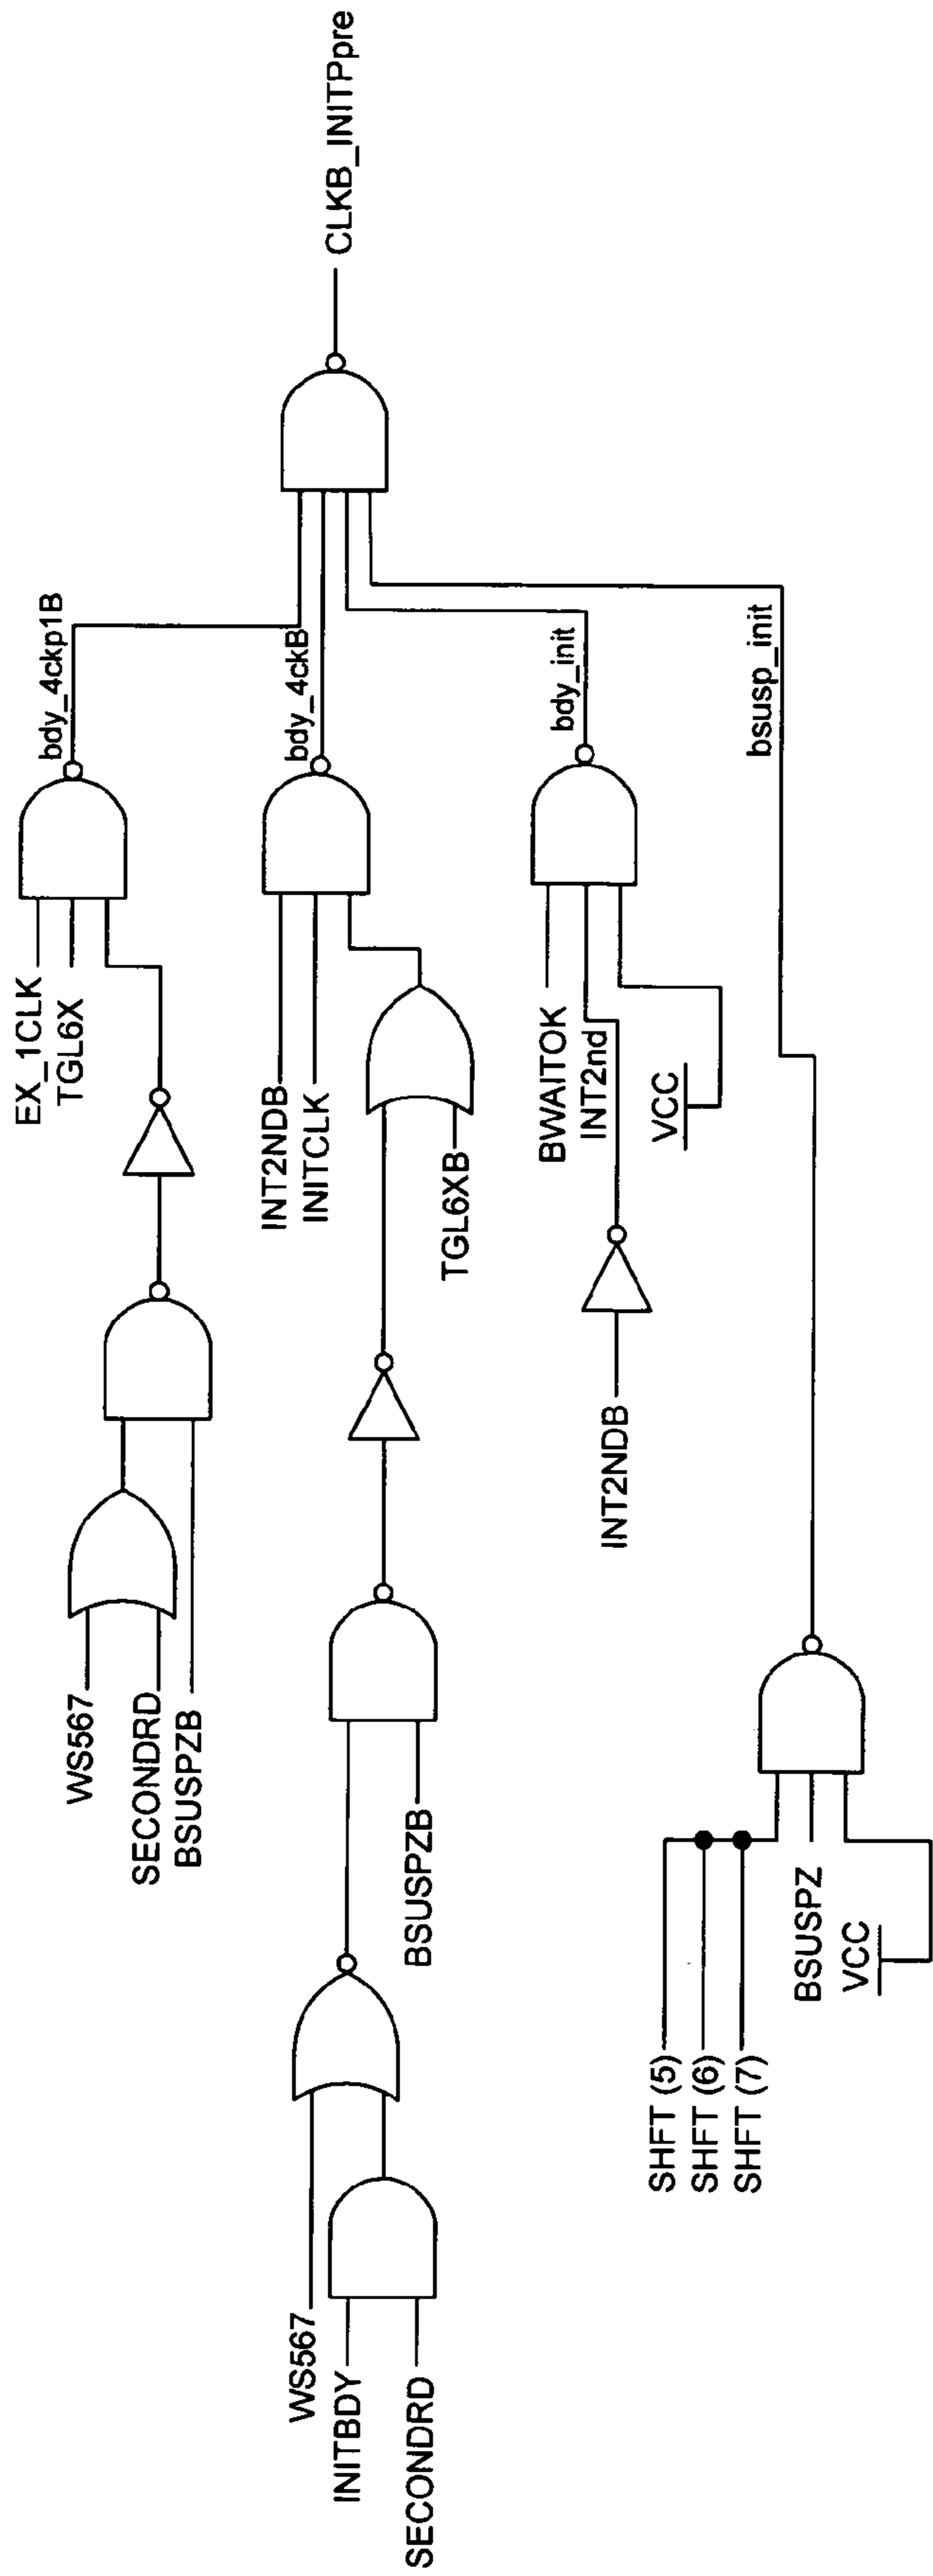 CLKB_INITPpre
bdy_4ckp1B
bdy_4ckB
bdy_init
bsusp_init
EX_1CLK
TGL6X
INT2NDB
INITCLK
TGL6XB
BWAITOK
INT2nd
VCC
INT2NDB
WS567
SECONDRD
BSUSPZB
BSUSPZB
BSUSPZ
VCC
SHFT (5)
SHFT (6)
SHFT (7)
WS567
INITBDY
SECONDRD